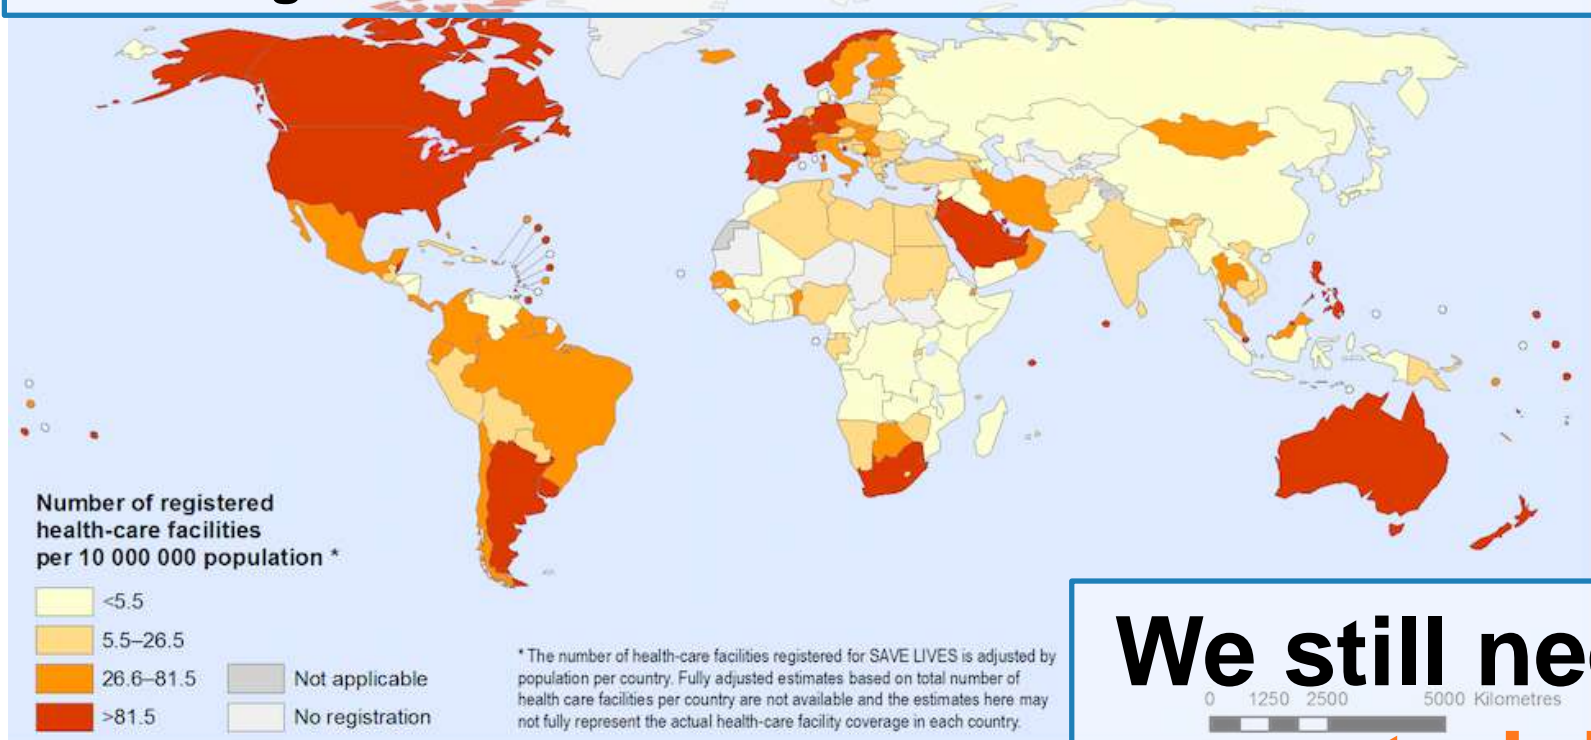 Number of registered
health-care facilities
per 10 000 000 population *
<5.5
5.5–26.5
26.6–81.5
>81.5
Not applicable
No registration
* The number of health-care facilities registered for SAVE LIVES is adjusted by
population per country. Fully adjusted estimates based on total number of
health care facilities per country are not available and the estimates here may
not fully represent the actual health-care facility coverage in each country.
We still ne
0 1250 2500 5000 Kilometres